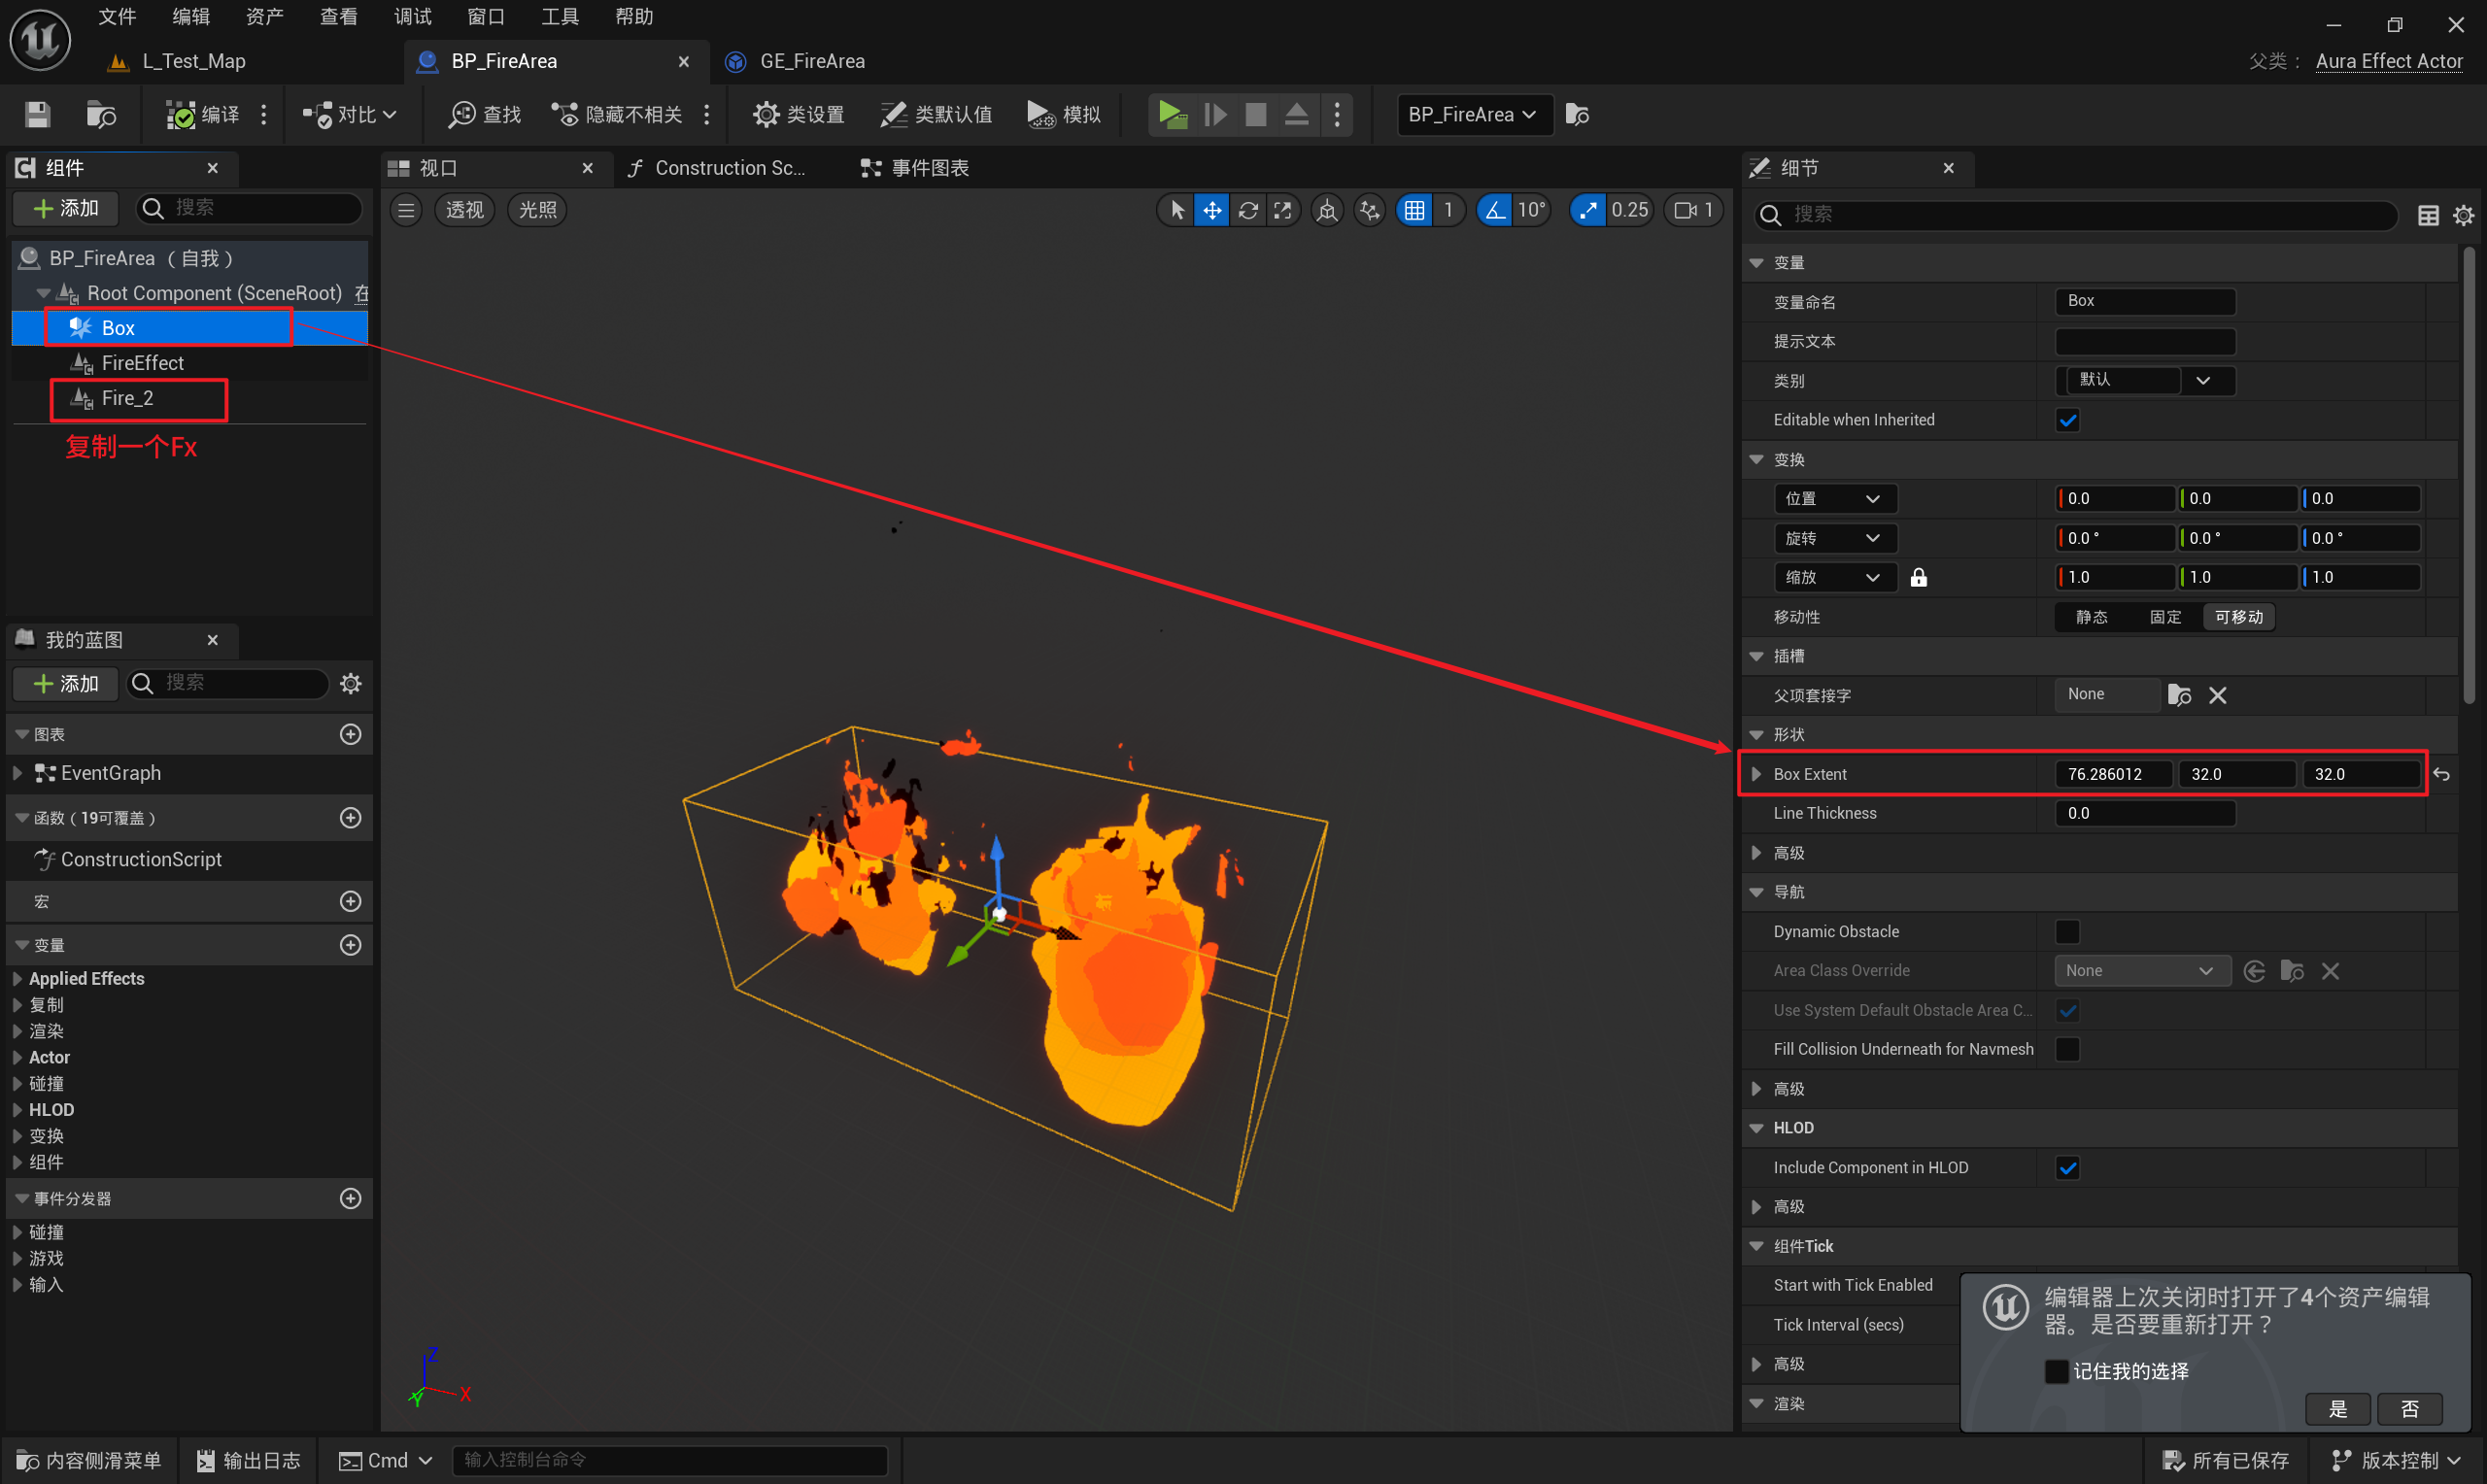 文件 编辑 资产 查看 调试 窗口 工具 帮助
L_Test_Map
BP_FireArea
GE_FireArea
父类： Aura Effect Actor
编译
对比
查找
隐藏不相关
类设置
类默认值
模拟
BP_FireArea
组件
添加
搜索
BP_FireArea （自我）
Root Component (SceneRoot) 在
Box
FireEffect
Fire_2
复制一个Fx
我的蓝图
添加
搜索
图表
EventGraph
函数（19可覆盖）
ConstructionScript
宏
变量
Applied Effects
复制
渲染
Actor
碰撞
HLOD
变换
组件
事件分发器
碰撞
游戏
输入
视口
Construction Sc...
事件图表
透视
光照
1
10°
0.25
1
Z
X
Y
细节
搜索
变量
变量命名 Box
提示文本
类别 默认
Editable when Inherited
变换
位置 0.0 0.0 0.0
旋转 0.0 ° 0.0 ° 0.0 °
缩放 1.0 1.0 1.0
移动性 静态 固定 可移动
插槽
父项套接字 None
形状
Box Extent 76.286012 32.0 32.0
Line Thickness 0.0
高级
导航
Dynamic Obstacle
Area Class Override None
Use System Default Obstacle Area C...
Fill Collision Underneath for Navmesh
高级
HLOD
Include Component in HLOD
高级
组件Tick
Start with Tick Enabled
Tick Interval (secs)
高级
渲染
编辑器上次关闭时打开了4个资产编辑
器。是否要重新打开？
记住我的选择
是 否
内容侧滑菜单
输出日志
Cmd
输入控制台命令
所有已保存
版本控制